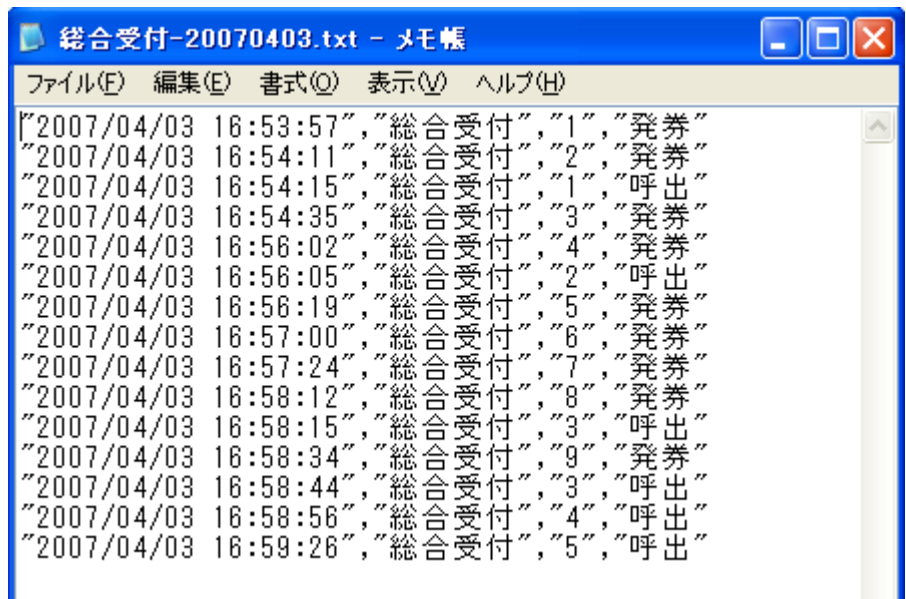 総合受付-20070403.txt - メモ帳
ファイル(F) 編集(E) 書式(O) 表示(V) ヘルプ(H)
"2007/04/03 16:53:57","総合受付","1","発券"
"2007/04/03 16:54:11","総合受付","2","発券"
"2007/04/03 16:54:15","総合受付","1","呼出"
"2007/04/03 16:54:35","総合受付","3","発券"
"2007/04/03 16:56:02","総合受付","4","発券"
"2007/04/03 16:56:05","総合受付","2","呼出"
"2007/04/03 16:56:19","総合受付","5","発券"
"2007/04/03 16:57:00","総合受付","6","発券"
"2007/04/03 16:57:24","総合受付","7","発券"
"2007/04/03 16:58:12","総合受付","8","発券"
"2007/04/03 16:58:15","総合受付","3","呼出"
"2007/04/03 16:58:34","総合受付","9","発券"
"2007/04/03 16:58:44","総合受付","3","呼出"
"2007/04/03 16:58:56","総合受付","4","呼出"
"2007/04/03 16:59:26","総合受付","5","呼出"